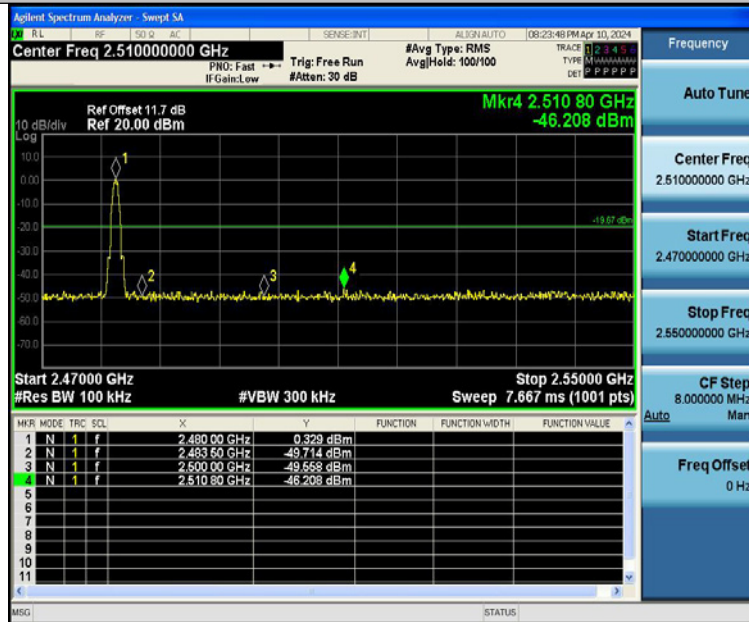 Agilent Spectrum Analyzer - Swept SA
RL RF 50 Ω AC SENSE:INT ALIGN AUTO 08:23:48 PM Apr 10, 2024
Center Freq 2.510000000 GHz
PNO: Fast
IFGain:Low
Trig: Free Run
#Atten: 30 dB
#Avg Type: RMS
Avg|Hold: 100/100
TRACE 1 2 3 4 5 6
TYPE M WWWWW
DET P P P P P P
Frequency
Auto Tune
Center Freq
2.510000000 GHz
Start Freq
2.470000000 GHz
Stop Freq
2.550000000 GHz
CF Step
8.000000 MHz
Auto Man
Freq Offset
0 Hz
Mkr4 2.510 80 GHz
-46.208 dBm
Ref Offset 11.7 dB
10 dB/div Ref 20.00 dBm
Log
10.0
0.00
-10.0
-20.0
-30.0
-40.0
-50.0
-60.0
-70.0
1
2
3
4
-19.67 dBm
Start 2.47000 GHz Stop 2.55000 GHz
#Res BW 100 kHz #VBW 300 kHz Sweep 7.667 ms (1001 pts)
MKR MODE TRC SCL X Y FUNCTION FUNCTION WIDTH FUNCTION VALUE
1 N 1 f 2.480 00 GHz 0.329 dBm
2 N 1 f 2.483 50 GHz -49.714 dBm
3 N 1 f 2.500 00 GHz -49.558 dBm
4 N 1 f 2.510 80 GHz -46.208 dBm
5
6
7
8
9
10
11
MSG STATUS